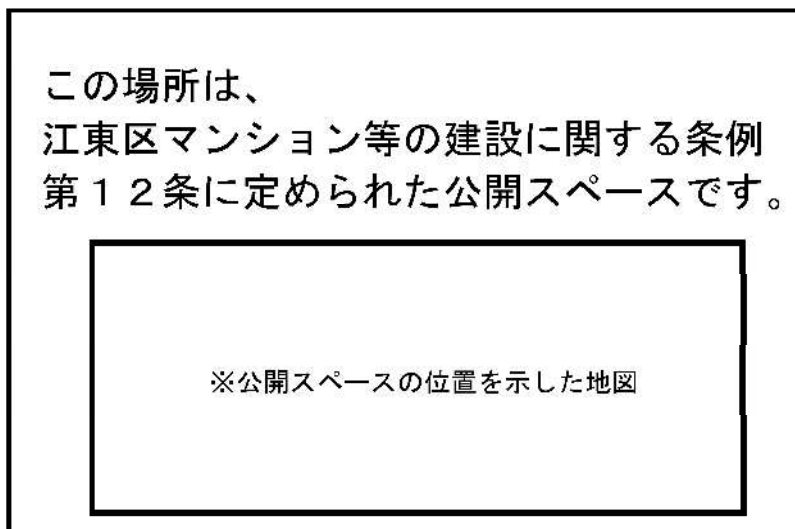 この場所は、
江東区マンション等の建設に関する条例
第１２条に定められた公開スペースです。
※公開スペースの位置を示した地図